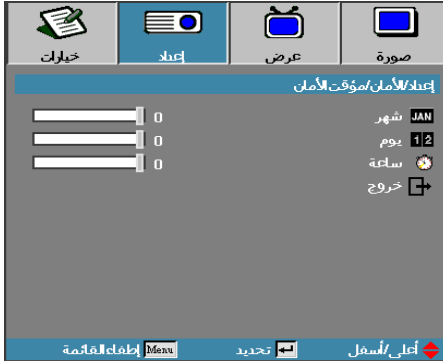 صورة
عرض
إعداد
خيارات
إعداد/الأمان/مؤقت الأمان
JAN شهر 0
12 يوم 0
ساعة 0
خروج
أعلى/أسفل
تحديد
Menu إطفاء القائمة